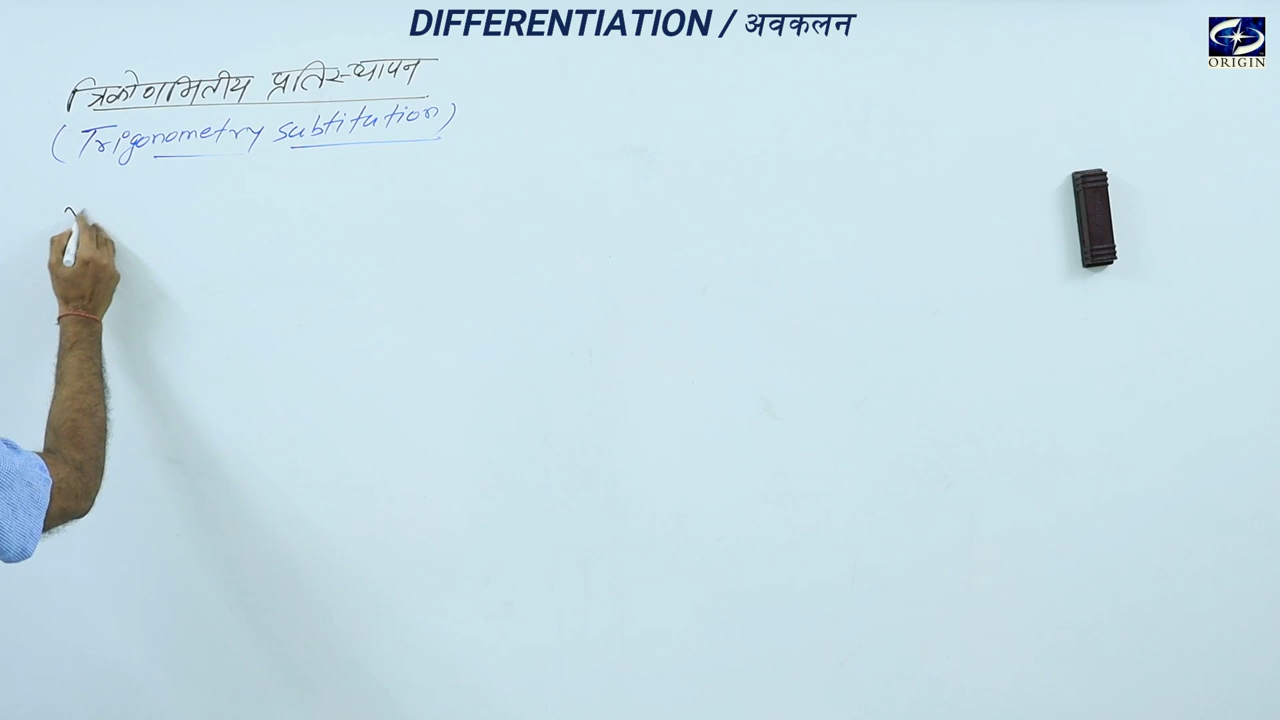 DIFFERENTIATION / अवकलन
ORIGIN
त्रिकोणमितीय प्रतिस्थापन
(Trigonometry subtitution)